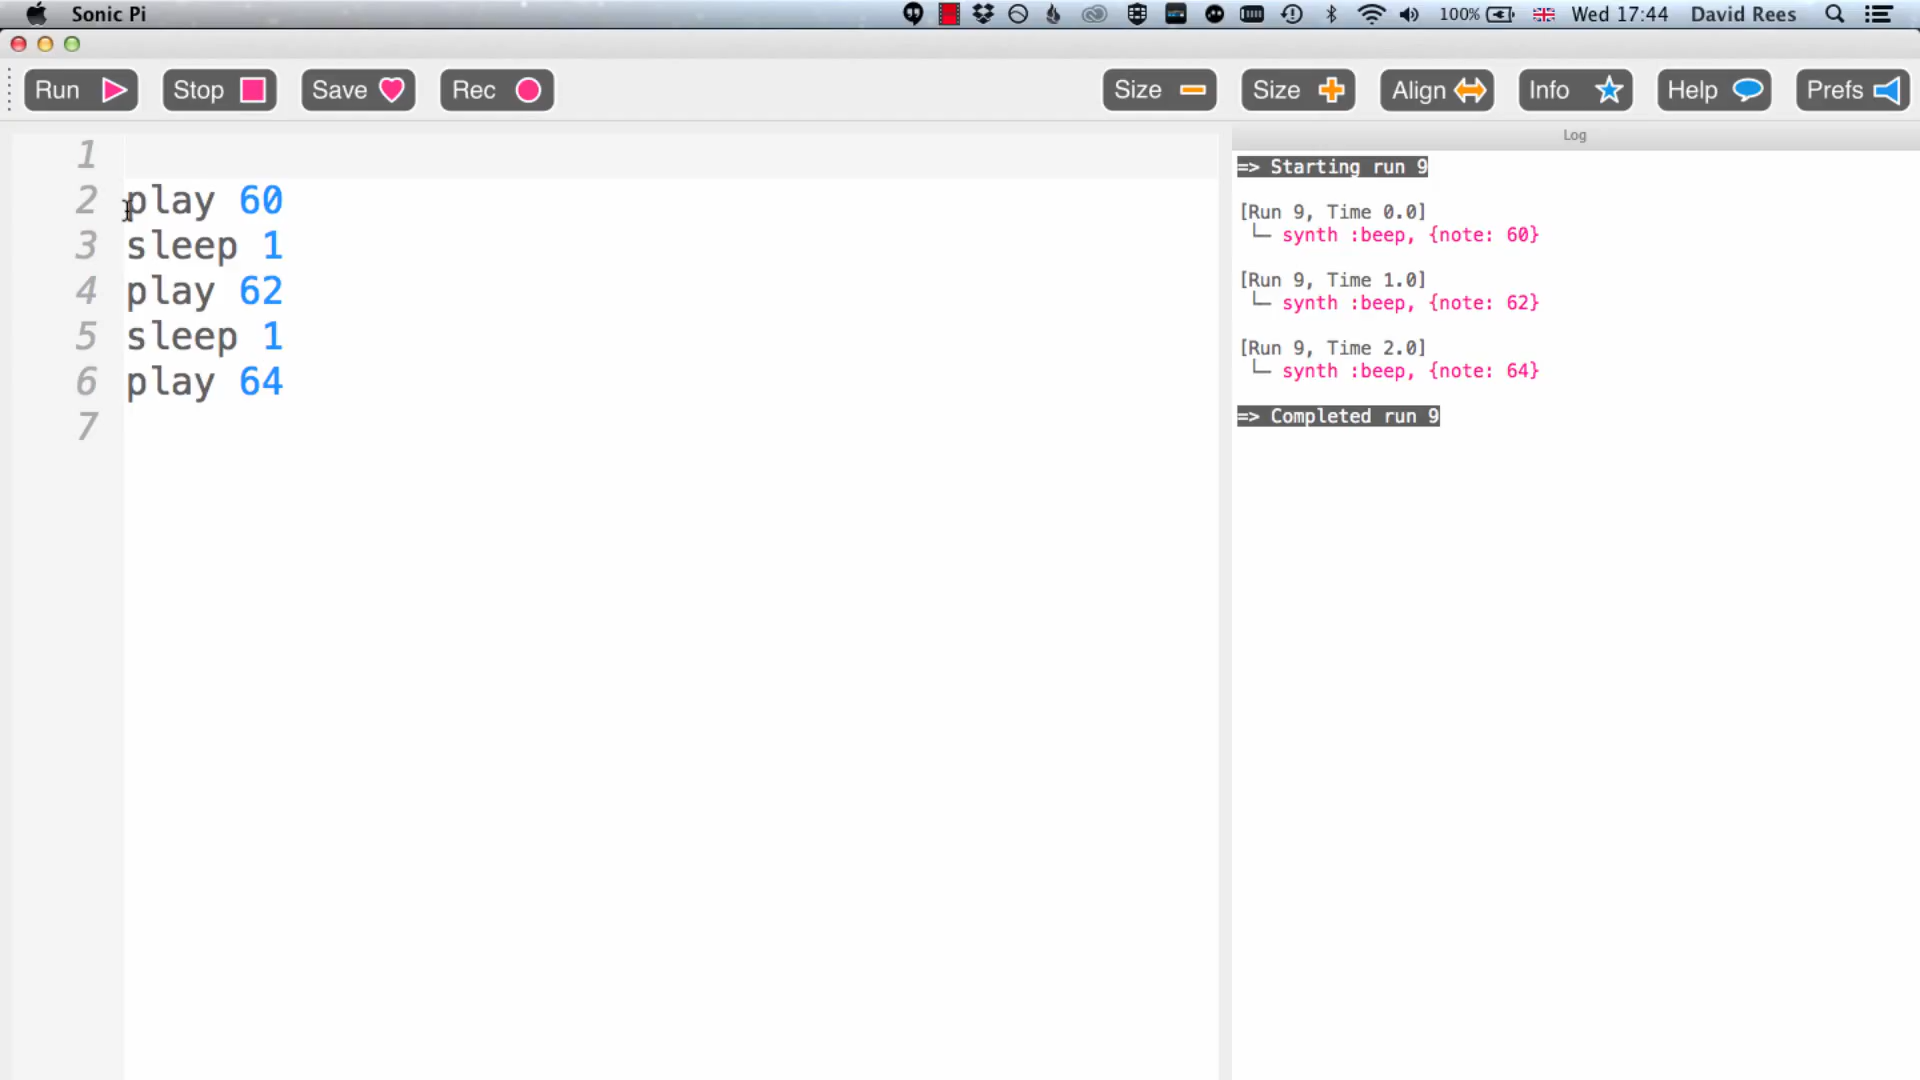 Sonic Pi 100% Wed 17:44 David Rees
Run Stop Save Rec Size Size Align Info Help Prefs
Log
1
2 play 60
3 sleep 1
4 play 62
5 sleep 1
6 play 64
7
=> Starting run 9
[Run 9, Time 0.0]
└─ synth :beep, {note: 60}
[Run 9, Time 1.0]
└─ synth :beep, {note: 62}
[Run 9, Time 2.0]
└─ synth :beep, {note: 64}
=> Completed run 9